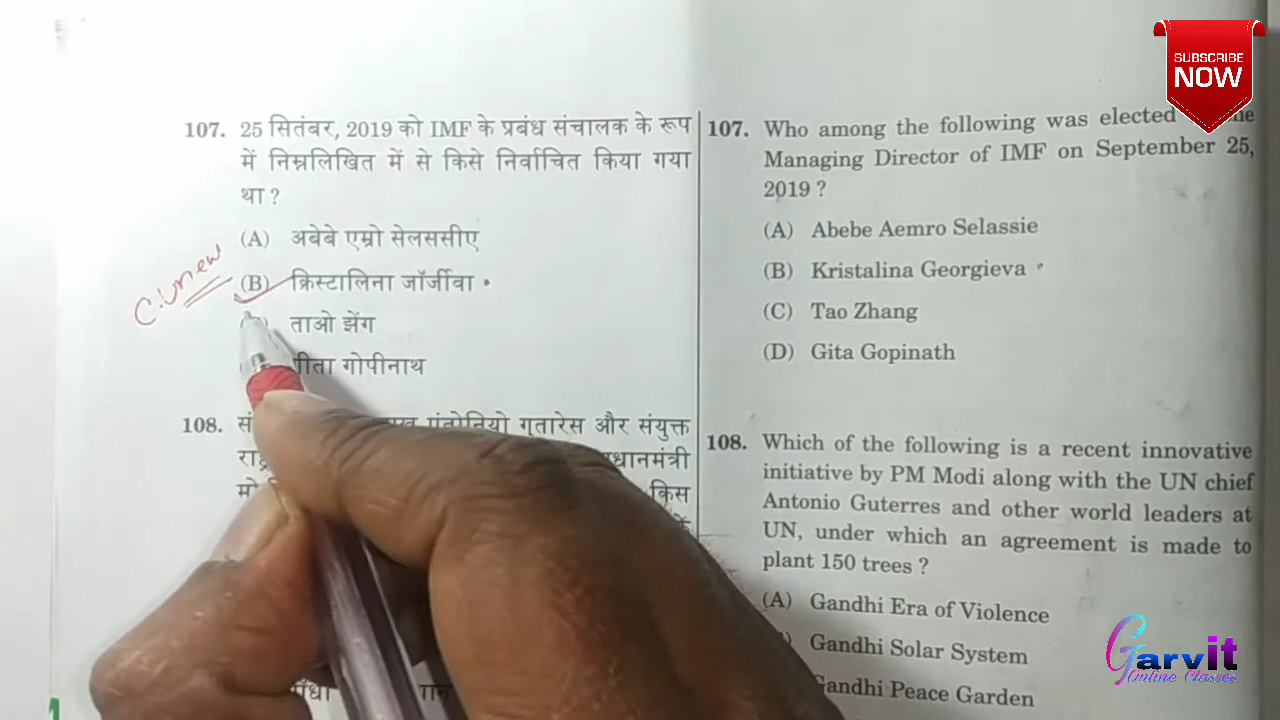 SUBSCRIBE
NOW
107. 25 सितंबर, 2019 को IMF के प्रबंध संचालक के रूप
में निम्नलिखित में से किसे निर्वाचित किया गया
था ?
(A) अबेबे एम्रो सेलससीए
(B) क्रिस्टालिना जॉर्जीवा
ताओ झेंग
गीता गोपीनाथ
108.
एंतोनियो गुतारेस और संयुक्त
किस
107. Who among the following was elected
Managing Director of IMF on September 25,
2019 ?
(A) Abebe Aemro Selassie
(B) Kristalina Georgieva
(C) Tao Zhang
(D) Gita Gopinath
108. Which of the following is a recent innovative
initiative by PM Modi along with the UN chief
Antonio Guterres and other world leaders at
UN, under which an agreement is made to
plant 150 trees ?
(A) Gandhi Era of Violence
Gandhi Solar System
Gandhi Peace Garden
Garvit
Online Classes